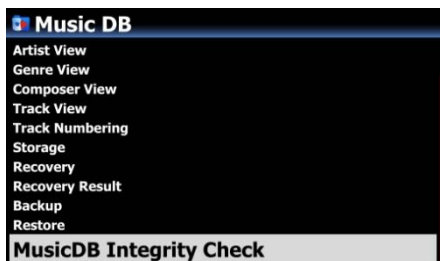 Music DB
Artist View
Genre View
Composer View
Track View
Track Numbering
Storage
Recovery
Recovery Result
Backup
Restore
MusicDB Integrity Check